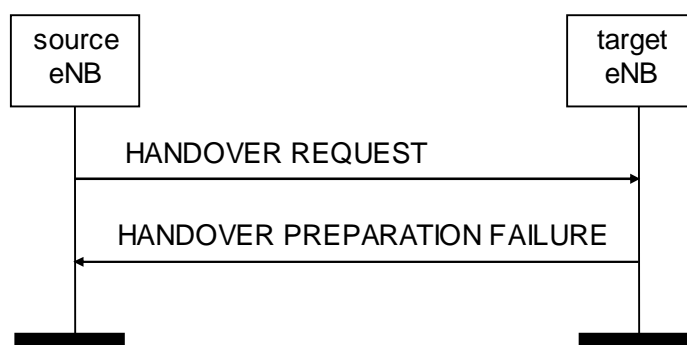 source
eNB
target
eNB
HANDOVER REQUEST
HANDOVER PREPARATION FAILURE